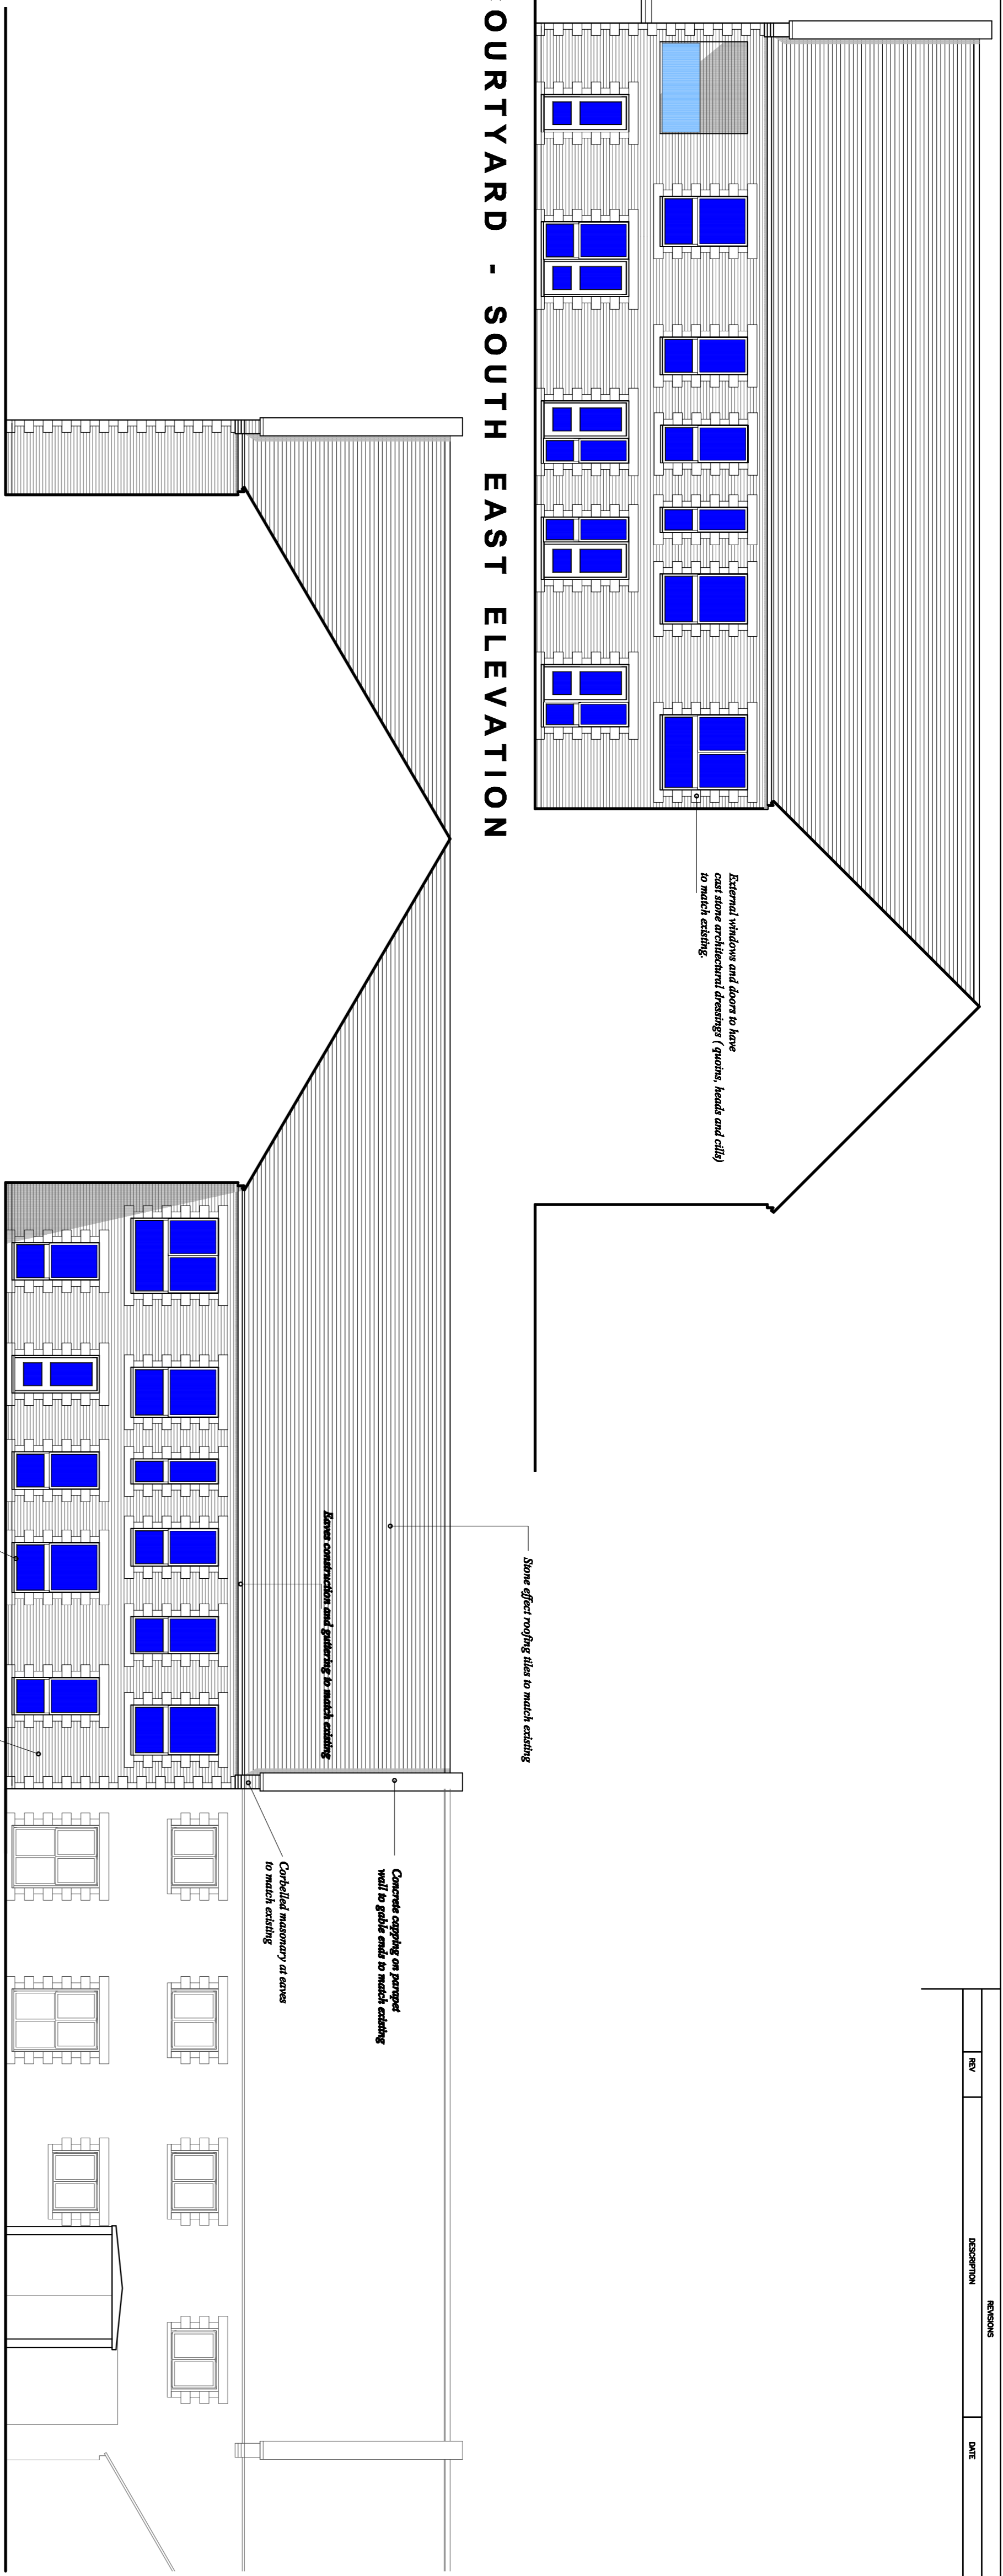 REVISIONS
REV
DESCRIPTION
DATE
External windows and doors to have
cast stone architectural dressings ( quoins, heads and cills)
to match existing.
OURTYARD - SOUTH EAST ELEVATION
Stone effect roofing tiles to match existing
Concrete capping on parapet
wall to gable ends to match existing
Eaves construction and guttering to match existing
Corbelled masonary at eaves
to match existing